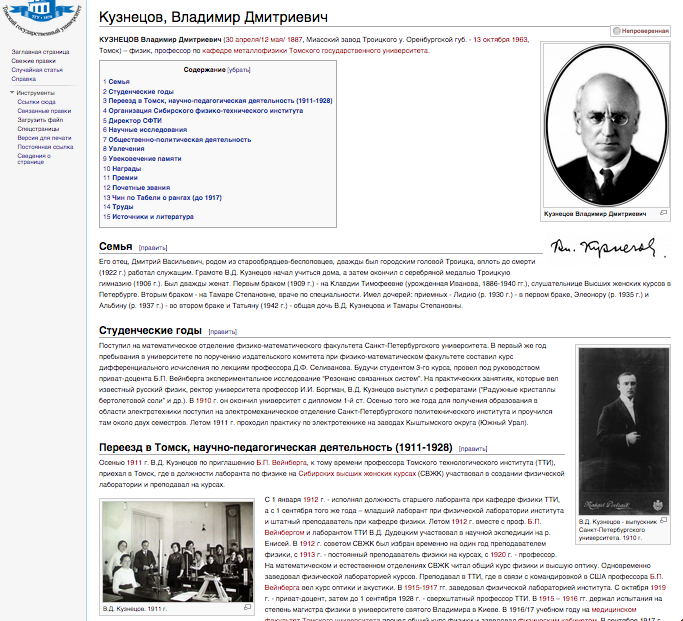 Томский государственный университет
ТГУ • 1878
Заглавная страница
Свежие правки
Случайная статья
Справка
Инструменты
Ссылки сюда
Связанные правки
Загрузить файл
Спецстраницы
Версия для печати
Постоянная ссылка
Сведения о
странице
Кузнецов, Владимир Дмитриевич
Непроверенная
КУЗНЕЦОВ Владимир Дмитриевич (30 апреля/12 мая/ 1887, Миасский завод Троицкого у. Оренбургской губ. - 13 октября 1963,
Томск) – физик, профессор по кафедре металлофизики Томского государственного университета.
Содержание [убрать]
1 Семья
2 Студенческие годы
3 Переезд в Томск, научно-педагогическая деятельность (1911-1928)
4 Организация Сибирского физико-технического института
5 Директор СФТИ
6 Научные исследования
7 Общественно-политическая деятельность
8 Увлечения
9 Увековечение памяти
10 Награды
11 Премии
12 Почетные звания
13 Чин по Табели о рангах (до 1917)
14 Труды
15 Источники и литература
Кузнецов Владимир Дмитриевич
Вл. Кузнецов.
Семья [править]
Его отец, Дмитрий Васильевич, родом из старообрядцев-беспоповцев, дважды был городским головой Троицка, вплоть до смерти
(1922 г.) работал служащим. Грамоте В.Д. Кузнецов начал учиться дома, а затем окончил с серебряной медалью Троицкую
гимназию (1906 г.). Был дважды женат. Первым браком (1909 г.) - на Клавдии Тимофеевне (урожденная Иванова, 1886-1940 гг.), слушательнице Высших женских курсов в
Петербурге. Вторым браком - на Тамаре Степановне, враче по специальности. Имел дочерей: приемных - Лидию (р. 1930 г.) - в первом браке, Элеонору (р. 1935 г.) и
Альбину (р. 1937 г.) - во втором браке и Татьяну (1942 г.) - общая дочь В.Д. Кузнецова и Тамары Степановны.
Студенческие годы [править]
Поступил на математическое отделение физико-математического факультета Санкт-Петербургского университета. В первый же год
пребывания в университете по поручению издательского комитета при физико-математическом факультете составил курс
дифференциального исчисления по лекциям профессора Д.Ф. Селиванова. Будучи студентом 3-го курса, провел под руководством
приват-доцента Б.П. Вейнберга экспериментальное исследование "Резонанс связанных систем". На практических занятиях, которые вел
известный русский физик, ректор университета профессор И.И. Боргман, В.Д. Кузнецов выступил с рефератами ("Радужные кристаллы
бертолетовой соли" и др.). В 1910 г. он окончил университет с дипломом 1-й ст. Осенью того же года для получения образования в
области электротехники поступил на электромеханическое отделение Санкт-Петербургского политехнического института и проучился
там около двух семестров. Летом 1911 г. проходил практику по электротехнике на заводах Кыштомского округа (Южный Урал).
В.Д. Кузнецов - выпускник
Санкт-Петербургского
университета. 1910 г.
Переезд в Томск, научно-педагогическая деятельность (1911-1928) [править]
Осенью 1911 г. В.Д. Кузнецов по приглашению Б.П. Вейнберга, к тому времени профессора Томского технологического института (ТТИ),
приехал в Томск, где в должности лаборанта по физике на Сибирских высших женских курсах (СВЖК) участвовал в создании физической
лаборатории и преподавал на курсах.
В.Д. Кузнецов. 1911 г.
С 1 января 1912 г. - исполнял должность старшего лаборанта при кафедре физики ТТИ,
а с 1 сентября того же года – младший лаборант при физической лаборатории института
и штатный преподаватель при кафедре физики. Летом 1912 г. вместе с проф. Б.П.
Вейнбергом и лаборантом ТТИ В.Д. Дудецким участвовал в научной экспедиции на р.
Енисей. В 1912 г. советом СВЖК был избран временно на один год преподавателем
физики, с 1913 г. - постоянный преподаватель физики на курсах, с 1920 г. - профессор.
На математическом и естественном отделениях СВЖК читал общий курс физики и высшую оптику. Одновременно
заведовал физической лабораторией курсов. Преподавал в ТТИ, где в связи с командировкой в США профессора Б.П.
Вейнберга вел курс оптики и акустики. В 1915-1917 гг. заведовал физической лабораторией института. С октября 1919
г. - приват-доцент, затем до 1 сентября 1928 г. - сверхштатный профессор ТТИ. В 1915 – 1916 гг. держал испытания на
степень магистра физики в университете святого Владимира в Киеве. В 1916/17 учебном году на медицинском
факультете Томского университета прочел общий курс физики и заведовал физическим кабинетом. С сентября 1917 г.